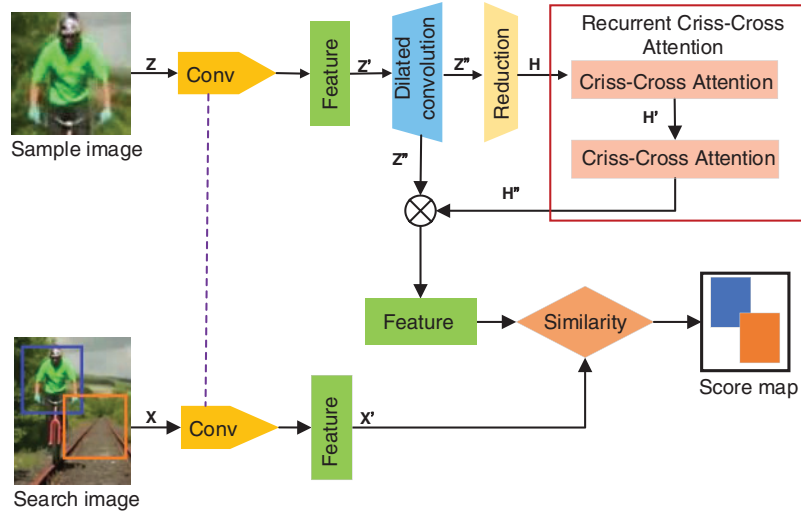 Recurrent Criss-Cross
Attention
Z
Conv
Feature
Z'
Dilated
convolution
Z"
Reduction
H
Criss-Cross Attention
H'
Criss-Cross Attention
Sample image
Z"
H"
Feature
Similarity
Score map
X
Conv
Feature
X'
Search image